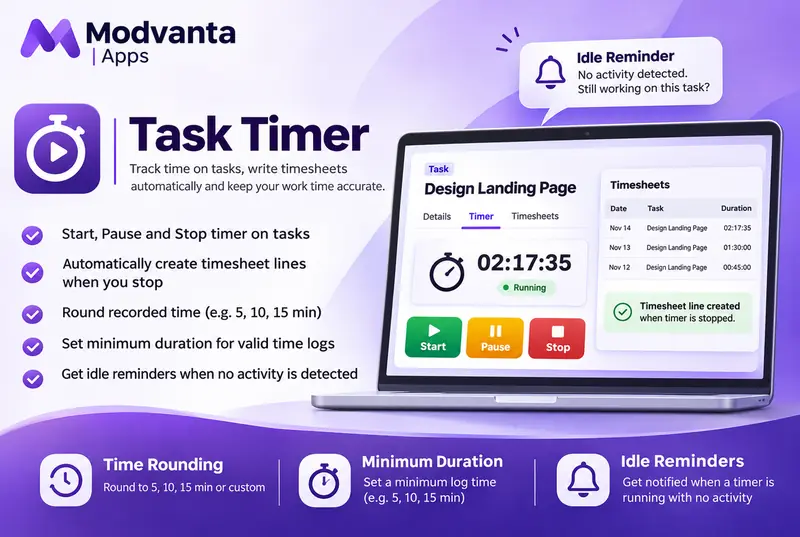 Modvanta
| Apps
Idle Reminder
No activity detected.
Still working on this task?
Task Timer
Track time on tasks, write timesheets
automatically and keep your work time accurate.
Start, Pause and Stop timer on tasks
Automatically create timesheet lines
when you stop
Round recorded time (e.g. 5, 10, 15 min)
Set minimum duration for valid time logs
Get idle reminders when no activity is detected
Task
Design Landing Page
Details Timer Timesheets
02:17:35
Running
Start Pause Stop
Timesheets
Date Task Duration
Nov 14 Design Landing Page 02:17:35
Nov 13 Design Landing Page 01:30:00
Nov 12 Design Landing Page 00:45:00
Timesheet line created
when timer is stopped.
Time Rounding
Round to 5, 10, 15 min or custom
Minimum Duration
Set a minimum log time
(e.g. 5, 10, 15 min)
Idle Reminders
Get notified when a timer is
running with no activity